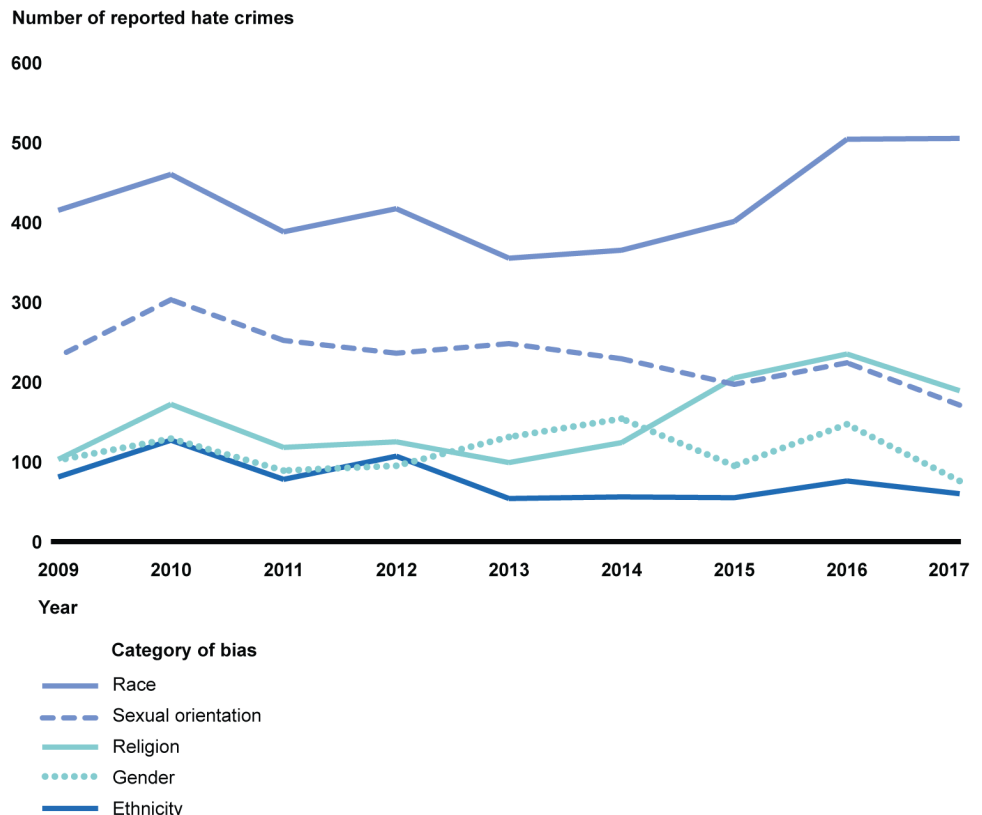 Number of reported hate crimes
600
500
400
300
200
100
0
2009 2010 2011 2012 2013 2014 2015 2016 2017
Year
Category of bias
Race
Sexual orientation
Religion
Gender
Ethnicity